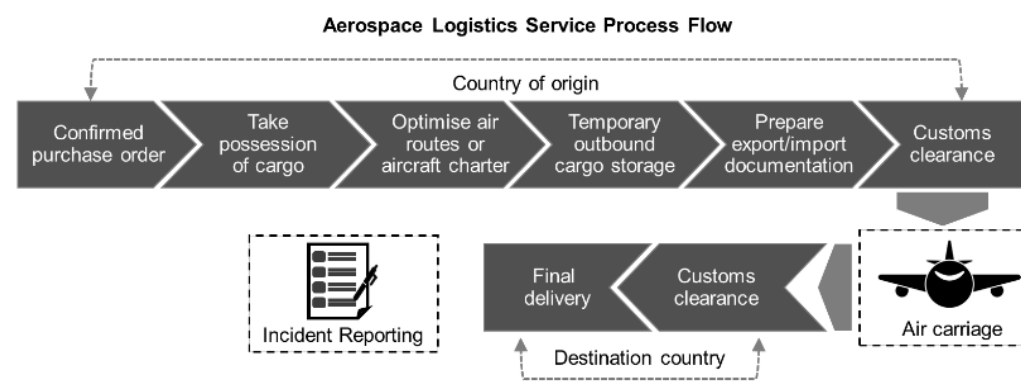 Aerospace Logistics Service Process Flow
Country of origin
Confirmed
purchase order
Take
possession
of cargo
Optimise air
routes or
aircraft charter
Temporary
outbound
cargo storage
Prepare
export/import
documentation
Customs
clearance
Incident Reporting
Final
delivery
Customs
clearance
Air carriage
Destination country